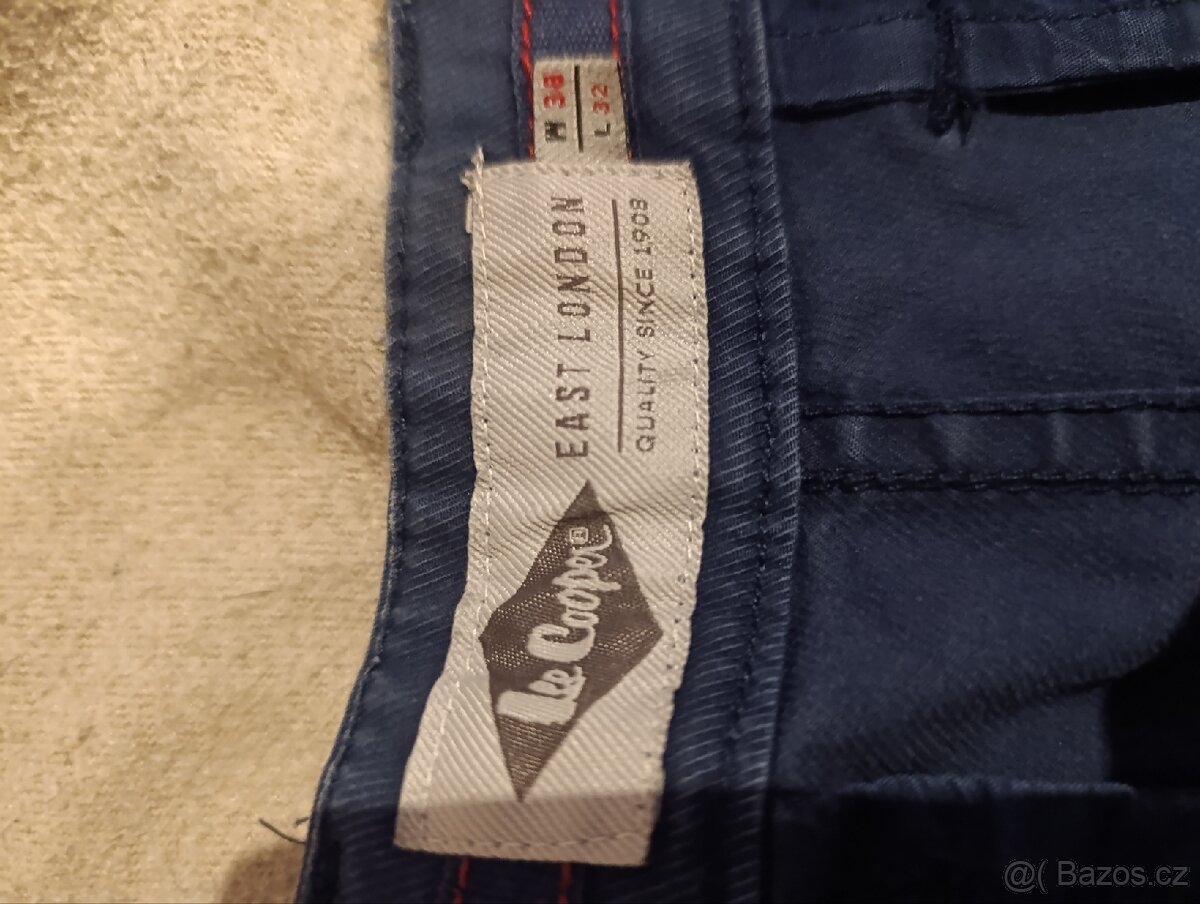 W 38
L 32
Lee Cooper®
EAST LONDON
QUALITY SINCE 1908
@( Bazos.cz